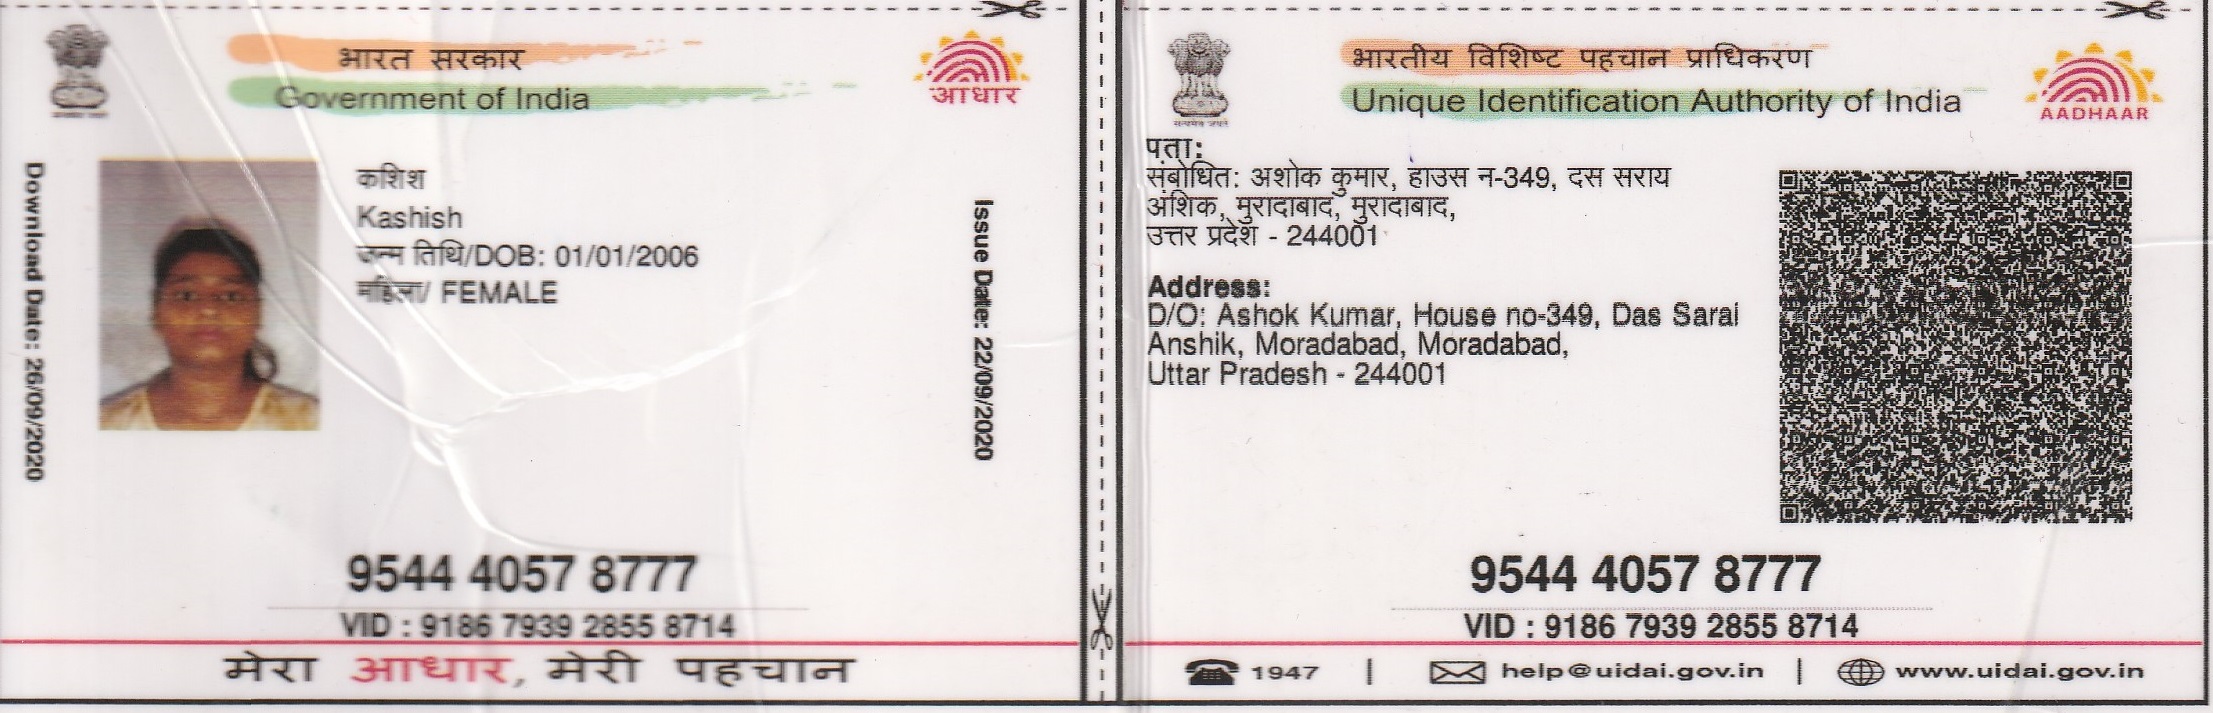 भारत सरकार
Government of India
आधार
Download Date: 26/09/2020
कशिश
Kashish
जन्म तिथि/DOB: 01/01/2006
महिला/ FEMALE
Issue Date: 22/09/2020
9544 4057 8777
VID : 9186 7939 2855 8714
मेरा आधार, मेरी पहचान
भारतीय विशिष्ट पहचान प्राधिकरण
Unique Identification Authority of India
AADHAAR
सत्यमेव जयते
पता:
संबोधित: अशोक कुमार, हाउस न-349, दस सराय
अंशिक, मुरादाबाद, मुरादाबाद,
उत्तर प्रदेश - 244001
Address:
D/O: Ashok Kumar, House no-349, Das Sarai
Anshik, Moradabad, Moradabad,
Uttar Pradesh - 244001
9544 4057 8777
VID : 9186 7939 2855 8714
1947 | help@uidai.gov.in | www.uidai.gov.in